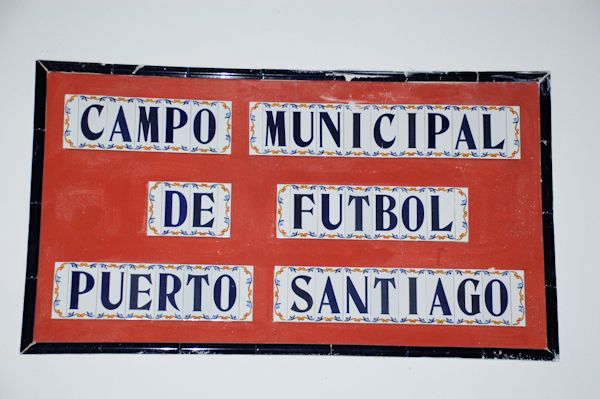 CAMPO MUNICIPAL
DE FUTBOL
PUERTO SANTIAGO